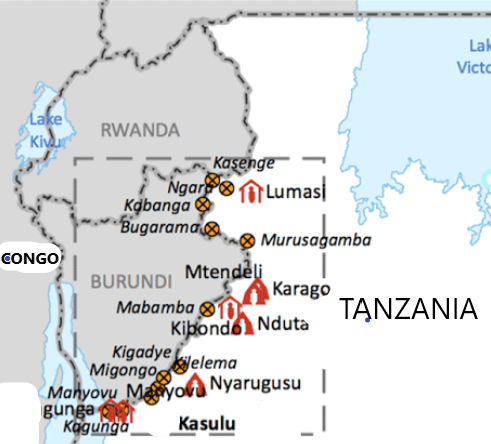 Lake
Victo
Lake
Kivu
RWANDA
Kasenge
Ngara
Lumasi
Kabanga
Bugarama
Murusagamba
CONGO
Mtendeli
BURUNDI
Karago
Mabamba
TANZANIA
Kibondo
Nduta
Kigadye
Kilelema
Migongo
Nyarugusu
Manyovu
Manyovu
gunga
Kasulu
Kagunga